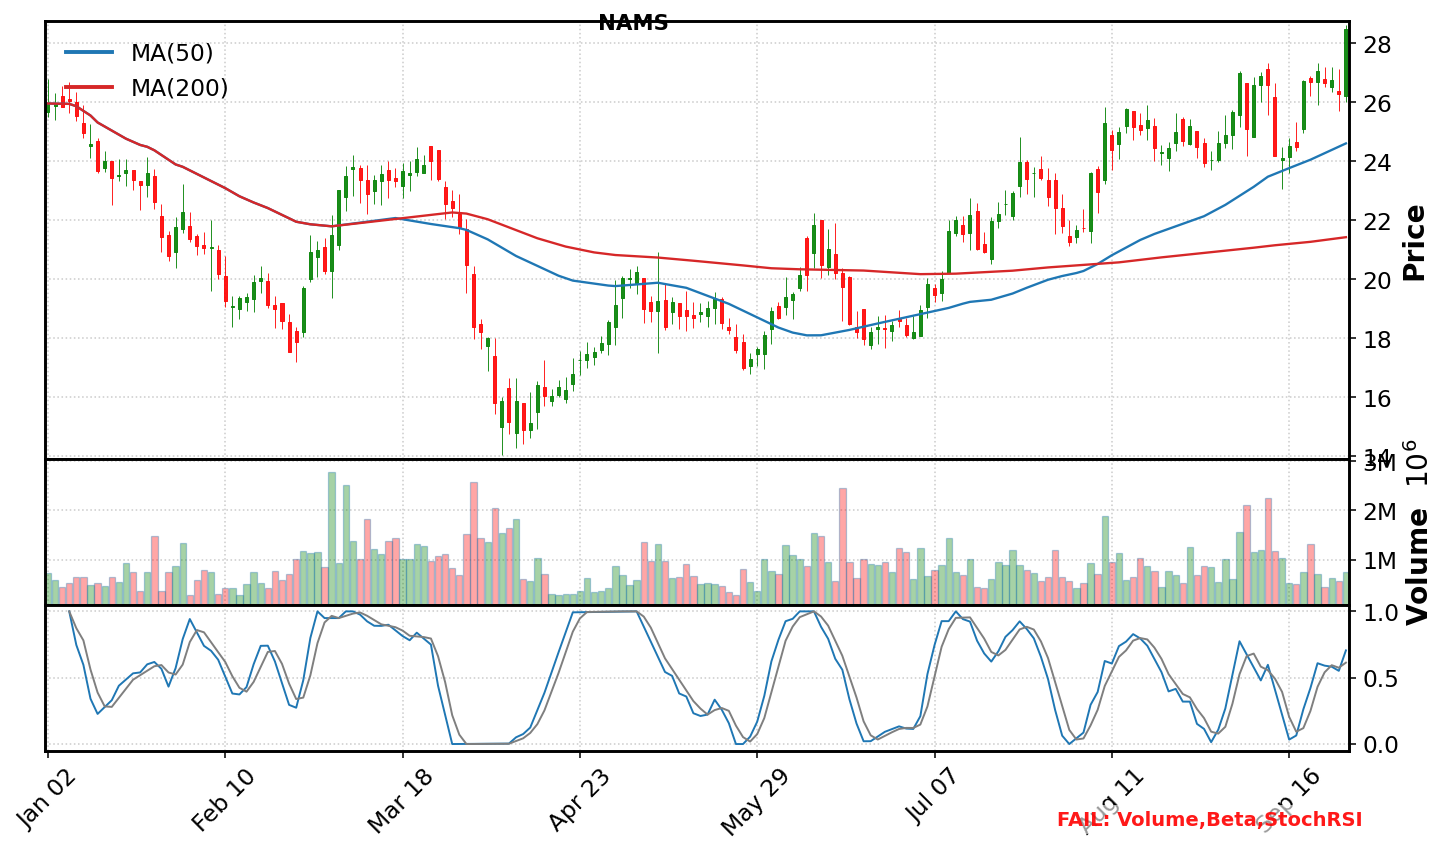 NAMS
MA(50)
MA(200)
28
26
24
22
20
18
16
14
Price
3M
2M
1M
Volume 10^6
1.0
0.5
0.0
Jan 02
Feb 10
Mar 18
Apr 23
May 29
Jul 07
Aug 11
Sep 16
FAIL: Volume,Beta,StochRSI